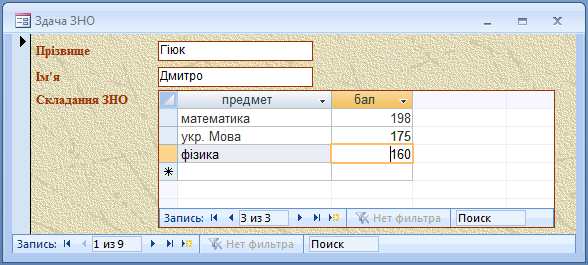 Здача ЗНО
Прізвище Гіюк
Ім'я Дмитро
Складання ЗНО предмет бал
математика 198
укр. Мова 175
фізика 160
Запись: 3 из 3 Нет фильтра Поиск
Запись: 1 из 9 Нет фильтра Поиск